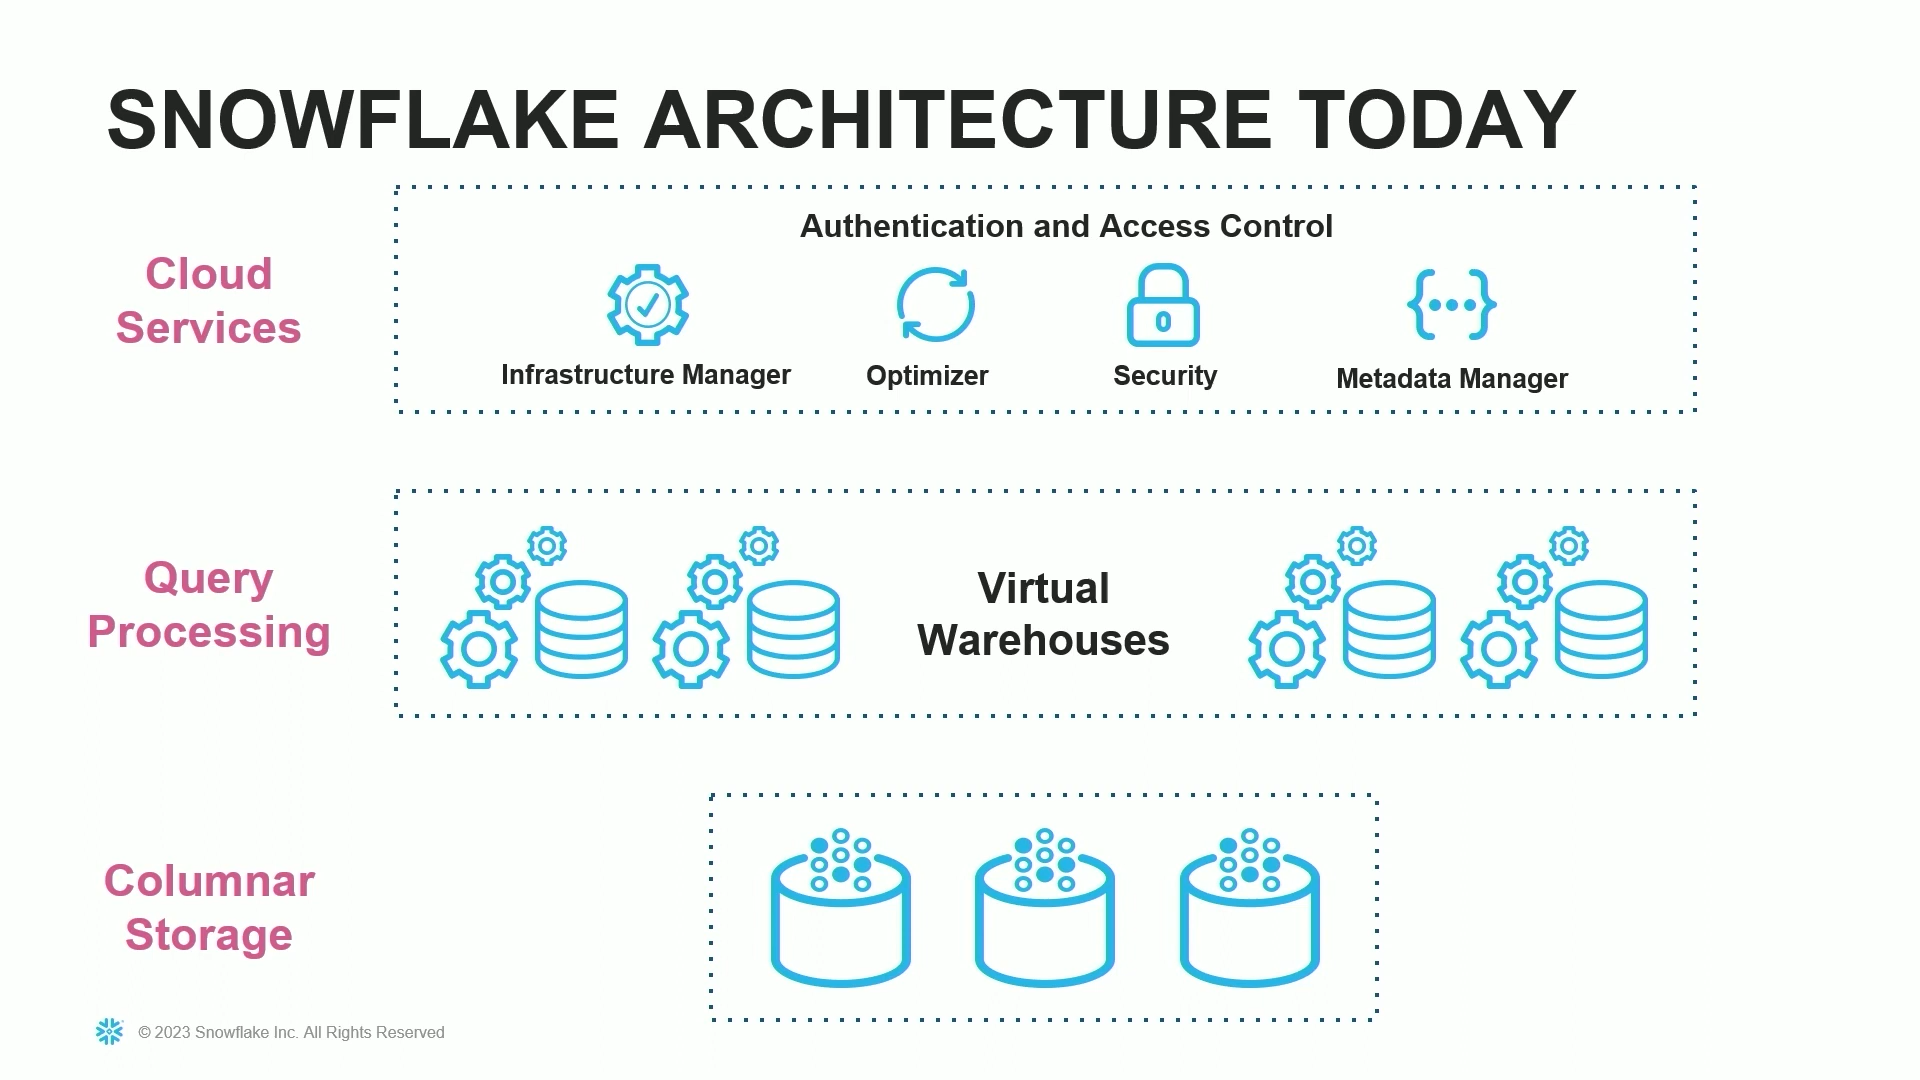 SNOWFLAKE ARCHITECTURE TODAY
Cloud
Services
Authentication and Access Control
Infrastructure Manager
Optimizer
Security
Metadata Manager
Query
Processing
Virtual
Warehouses
Columnar
Storage
© 2023 Snowflake Inc. All Rights Reserved